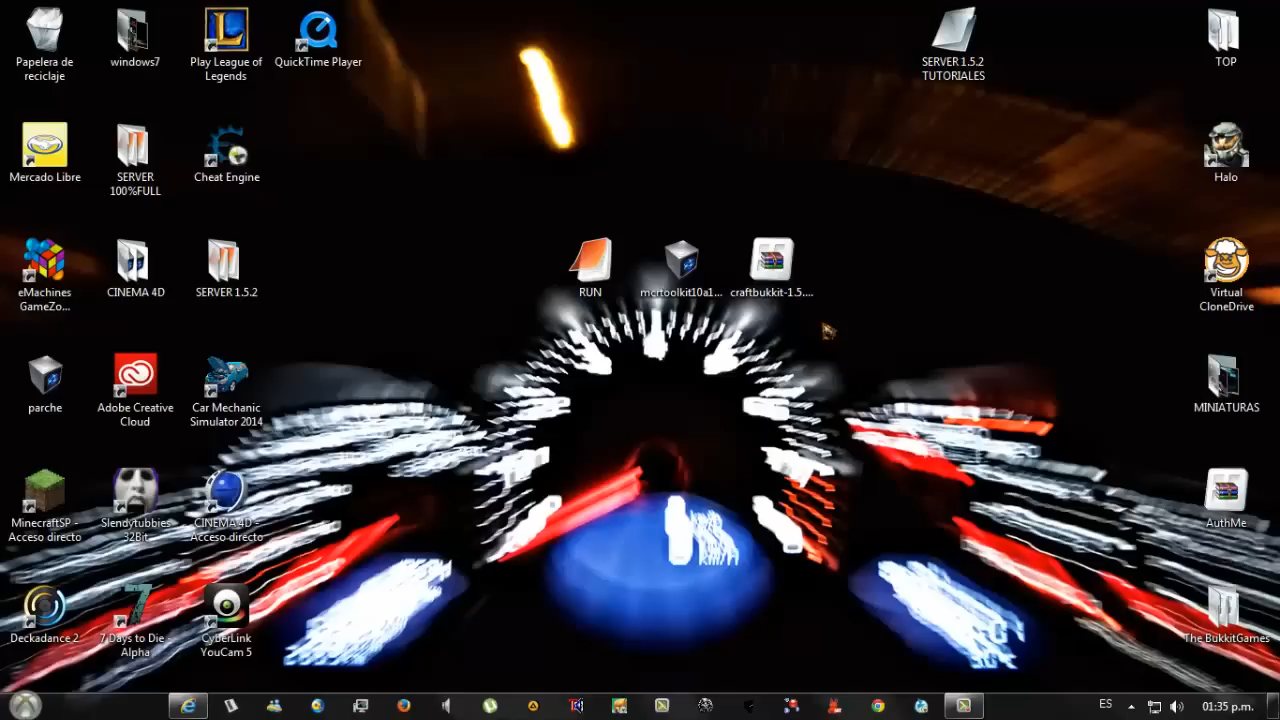 Papelera de
reciclaje
windows7
Play League of
Legends
QuickTime Player
SERVER 1.5.2
TUTORIALES
TOP
Mercado Libre
SERVER
100%FULL
Cheat Engine
Halo
eMachines
GameZo...
CINEMA 4D
SERVER 1.5.2
RUN
mcrtoolkit10a1...
craftbukkit-1.5....
Virtual
CloneDrive
parche
Adobe Creative
Cloud
Car Mechanic
Simulator 2014
MINIATURAS
MinecraftSP -
Acceso directo
Slendytubbies
32Bit
CINEMA 4D -
Acceso directo
AuthMe
Deckadance 2
7 Days to Die -
Alpha
CyberLink
YouCam 5
The BukkitGames
ES
01:35 p.m.